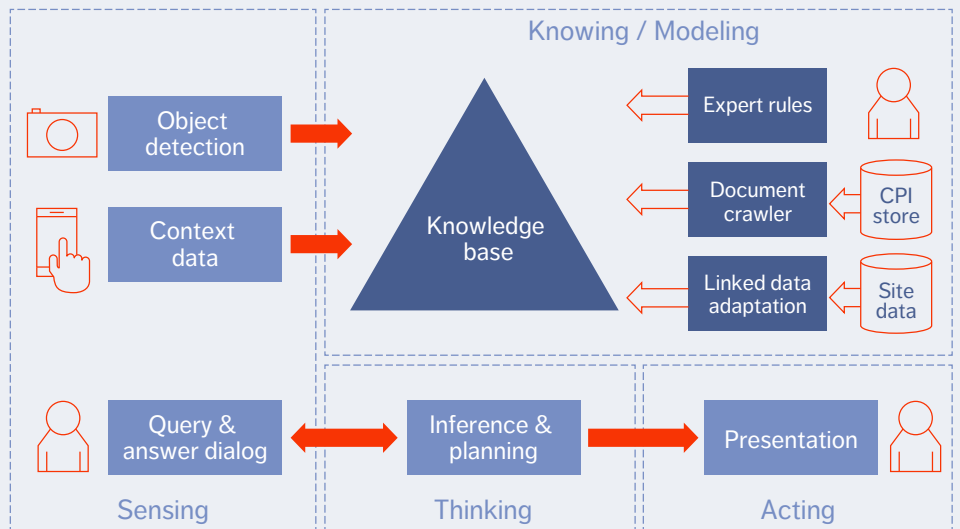 Knowing / Modeling
Object
detection
Expert rules
Context
data
Knowledge
base
Document
crawler
CPI
store
Linked data
adaptation
Site
data
Query &
answer dialog
Inference &
planning
Presentation
Sensing
Thinking
Acting